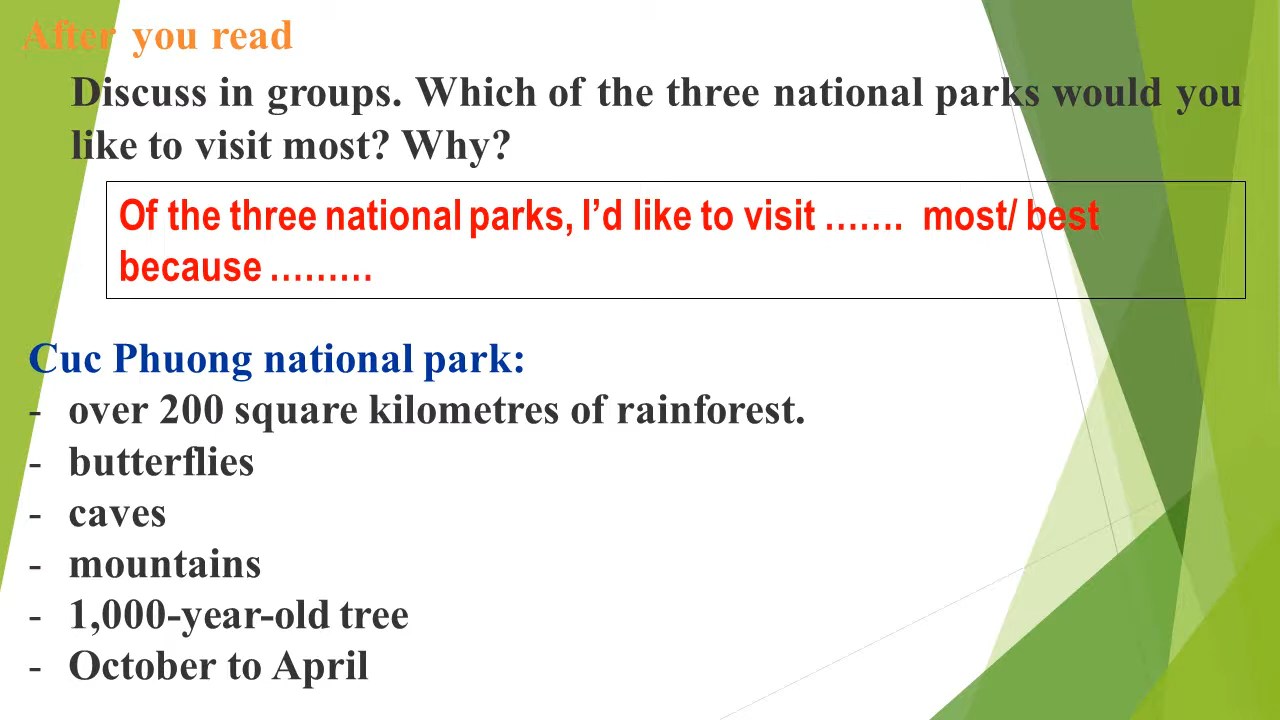 After you read
Discuss in groups. Which of the three national parks would you
like to visit most? Why?
Of the three national parks, I’d like to visit ……. most/ best
because ………
Cuc Phuong national park:
- over 200 square kilometres of rainforest.
- butterflies
- caves
- mountains
- 1,000-year-old tree
- October to April